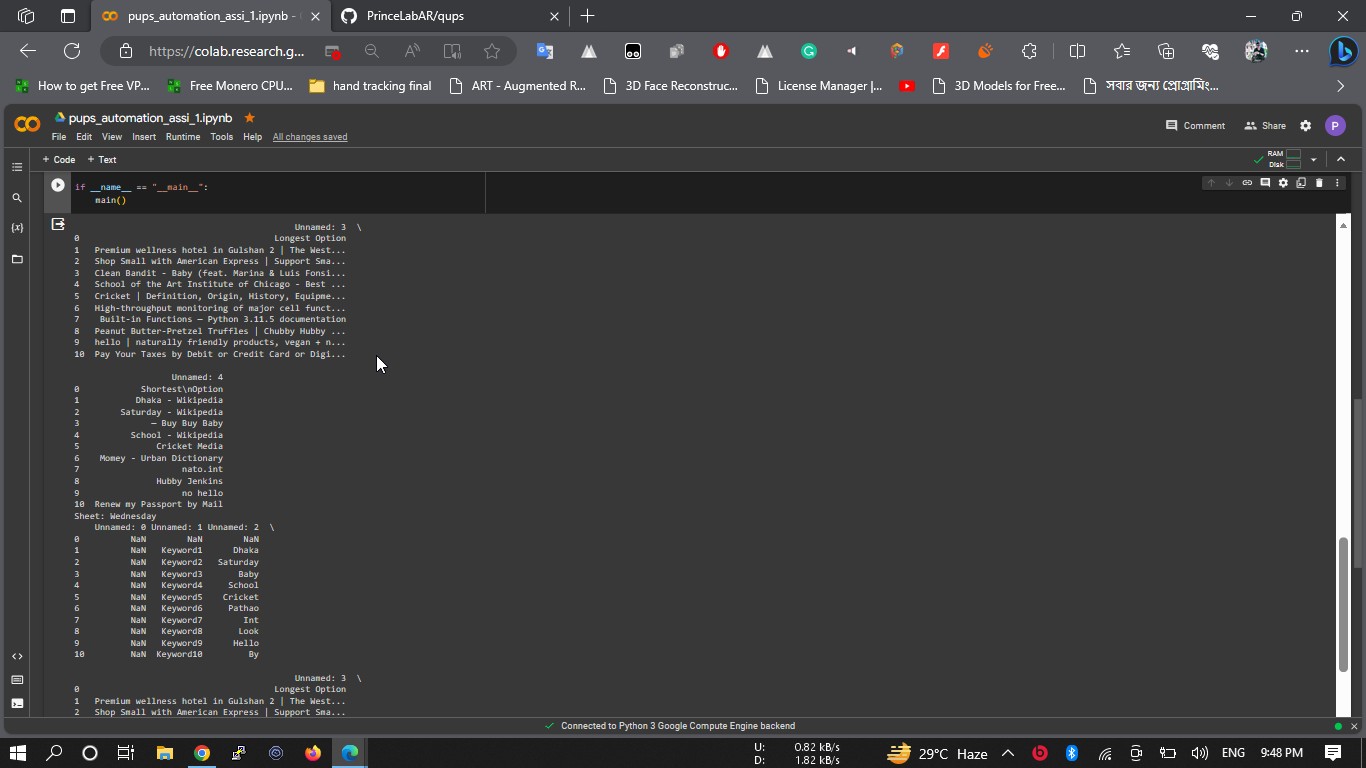 pups_automation_assi_1.ipynb -
PrinceLabAR/qups
https://colab.research.g...
How to get Free VP...
Free Monero CPU...
hand tracking final
ART - Augmented R...
3D Face Reconstruc...
License Manager |...
3D Models for Free...
সবার জন্য প্রোগ্রামিং...
pups_automation_assi_1.ipynb
File Edit View Insert Runtime Tools Help All changes saved
Comment Share P
+ Code + Text
RAM
Disk
if __name__ == "__main__":
main()
Unnamed: 3 \
0 Longest Option
1 Premium wellness hotel in Gulshan 2 | The West...
2 Shop Small with American Express | Support Sma...
3 Clean Bandit - Baby (feat. Marina & Luis Fonsi...
4 School of the Art Institute of Chicago - Best ...
5 Cricket | Definition, Origin, History, Equipme...
6 High-throughput monitoring of major cell funct...
7 Built-in Functions — Python 3.11.5 documentation
8 Peanut Butter-Pretzel Truffles | Chubby Hubby ...
9 hello | naturally friendly products, vegan + n...
10 Pay Your Taxes by Debit or Credit Card or Digi...
Unnamed: 4
0 Shortest\nOption
1 Dhaka - Wikipedia
2 Saturday - Wikipedia
3 — Buy Buy Baby
4 School - Wikipedia
5 Cricket Media
6 Momey - Urban Dictionary
7 nato.int
8 Hubby Jenkins
9 no hello
10 Renew my Passport by Mail
Sheet: Wednesday
Unnamed: 0 Unnamed: 1 Unnamed: 2 \
0 NaN NaN NaN
1 NaN Keyword1 Dhaka
2 NaN Keyword2 Saturday
3 NaN Keyword3 Baby
4 NaN Keyword4 School
5 NaN Keyword5 Cricket
6 NaN Keyword6 Pathao
7 NaN Keyword7 Int
8 NaN Keyword8 Look
9 NaN Keyword9 Hello
10 NaN Keyword10 By
Unnamed: 3 \
0 Longest Option
1 Premium wellness hotel in Gulshan 2 | The West...
2 Shop Small with American Express | Support Sma...
Connected to Python 3 Google Compute Engine backend
U: 0.82 kB/s
D: 1.82 kB/s
29°C Haze
ENG
9:48 PM